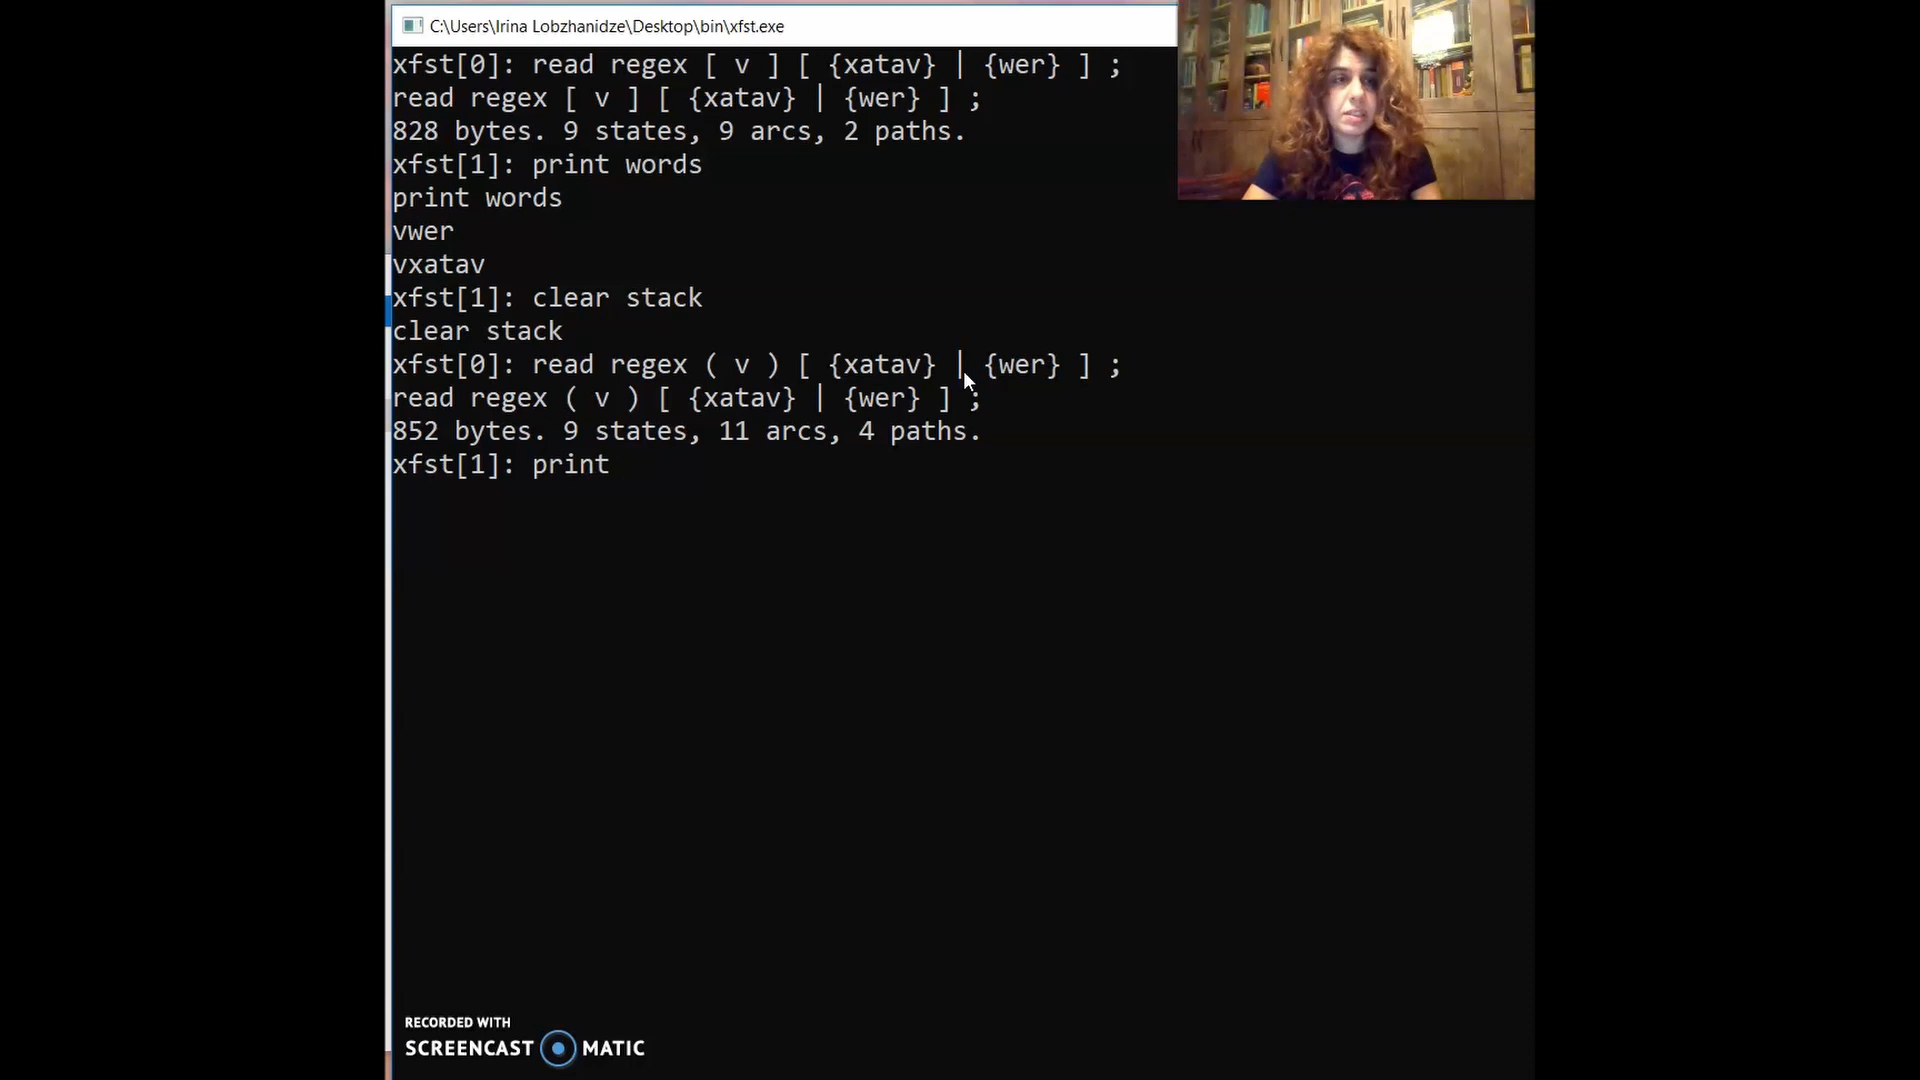 C:\Users\Irina Lobzhanidze\Desktop\bin\xfst.exe
xfst[0]: read regex [ v ] [ {xatav} | {wer} ] ;
read regex [ v ] [ {xatav} | {wer} ] ;
828 bytes. 9 states, 9 arcs, 2 paths.
xfst[1]: print words
print words
vwer
vxatav
xfst[1]: clear stack
clear stack
xfst[0]: read regex ( v ) [ {xatav} | {wer} ] ;
read regex ( v ) [ {xatav} | {wer} ] ;
852 bytes. 9 states, 11 arcs, 4 paths.
xfst[1]: print
RECORDED WITH
SCREENCAST MATIC